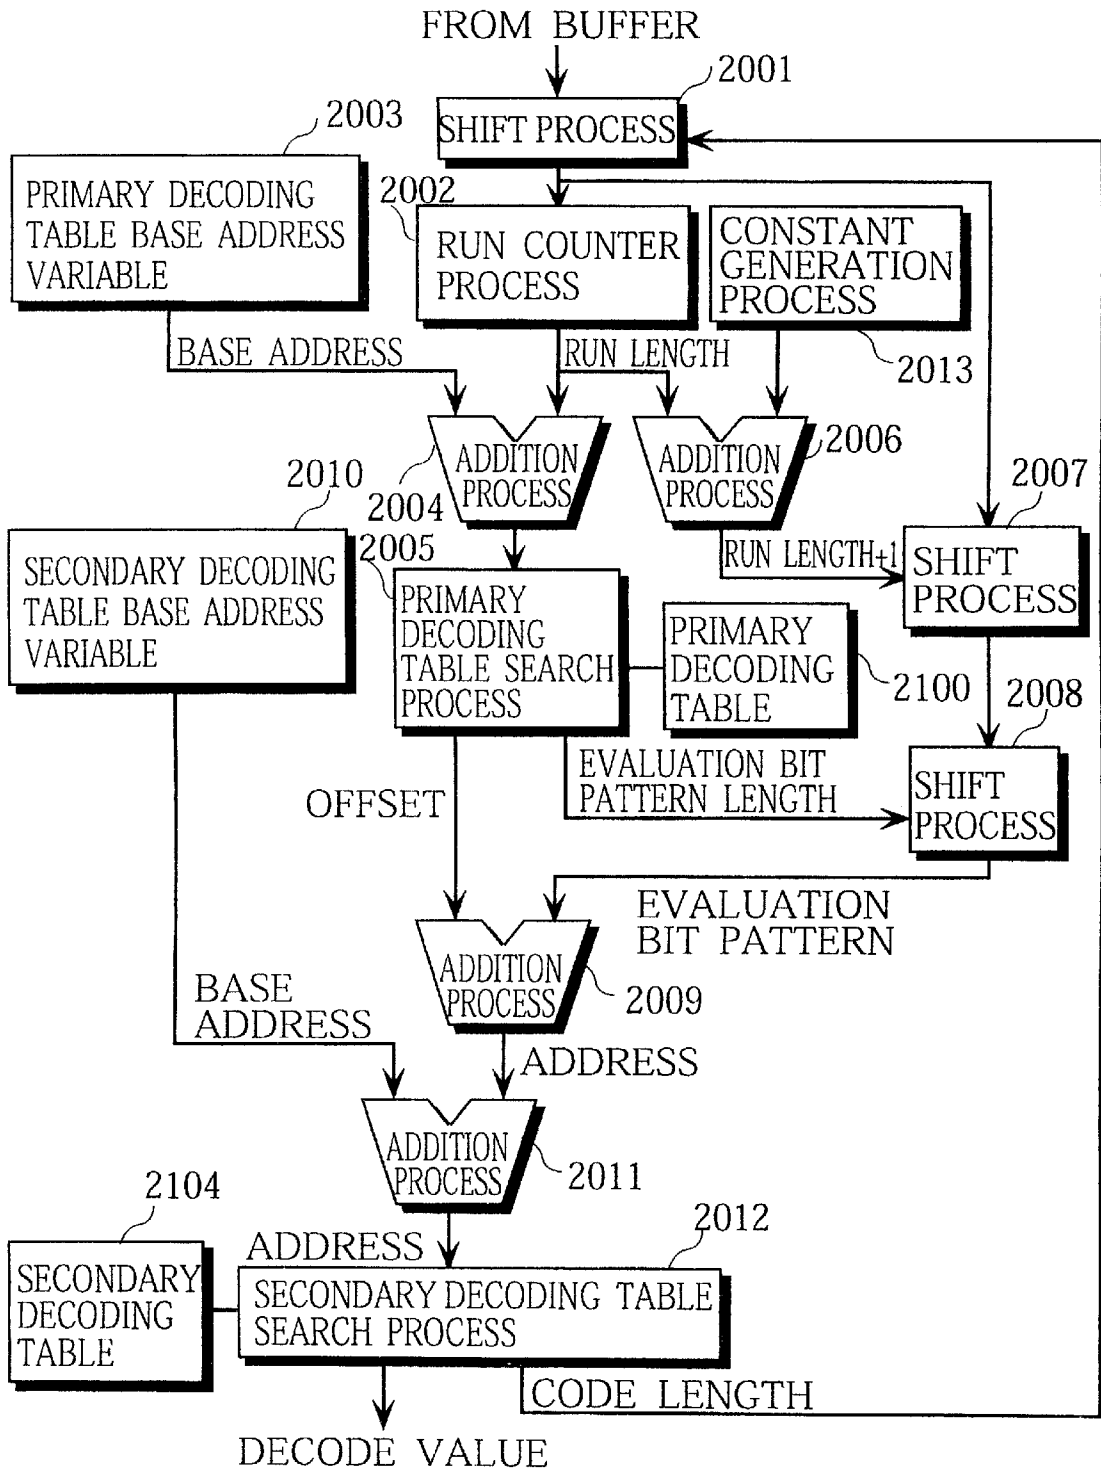 FROM BUFFER
2001
SHIFT PROCESS
2003
PRIMARY DECODING
TABLE BASE ADDRESS
VARIABLE
2002
RUN COUNTER
PROCESS
CONSTANT
GENERATION
PROCESS
2013
BASE ADDRESS
RUN LENGTH
ADDITION
PROCESS
2004
ADDITION
PROCESS
2006
2010
SECONDARY DECODING
TABLE BASE ADDRESS
VARIABLE
2005
PRIMARY
DECODING
TABLE SEARCH
PROCESS
RUN LENGTH+1
2007
SHIFT
PROCESS
PRIMARY
DECODING
TABLE
2100
2008
SHIFT
PROCESS
OFFSET
EVALUATION BIT
PATTERN LENGTH
EVALUATION
BIT PATTERN
ADDITION
PROCESS
2009
BASE
ADDRESS
ADDRESS
ADDITION
PROCESS
2011
2104
SECONDARY
DECODING
TABLE
ADDRESS
2012
SECONDARY DECODING TABLE
SEARCH PROCESS
CODE LENGTH
DECODE VALUE